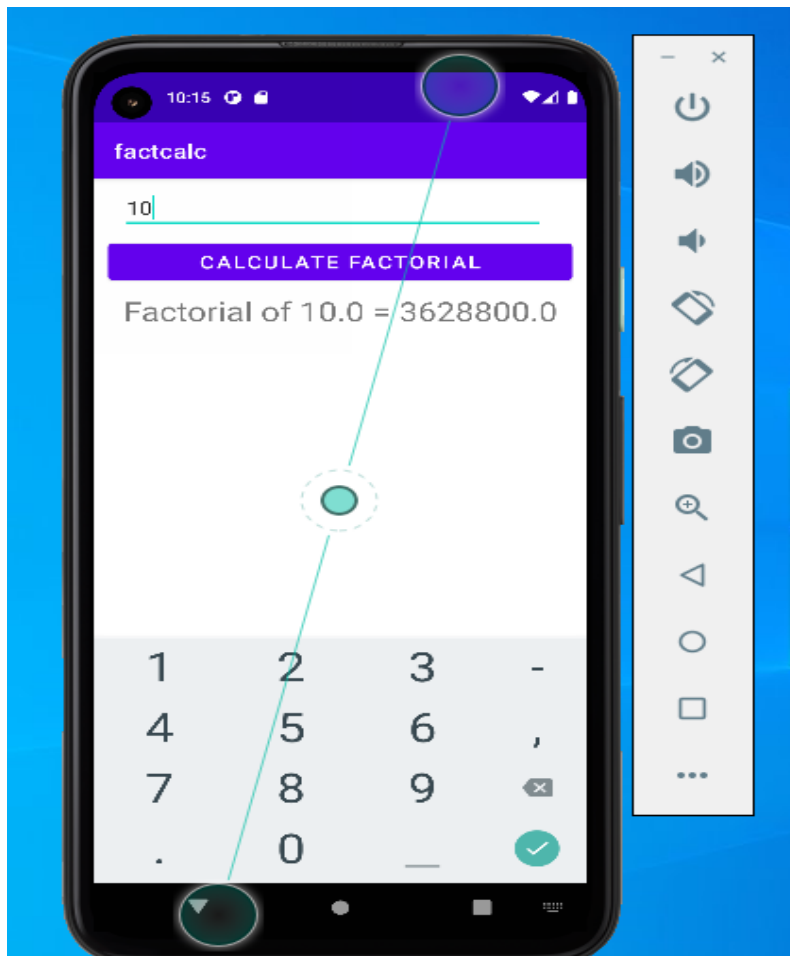 10:15
factcalc
10
CALCULATE FACTORIAL
Factorial of 10.0 = 3628800.0
1 2 3 -
4 5 6 ,
7 8 9
. 0 _